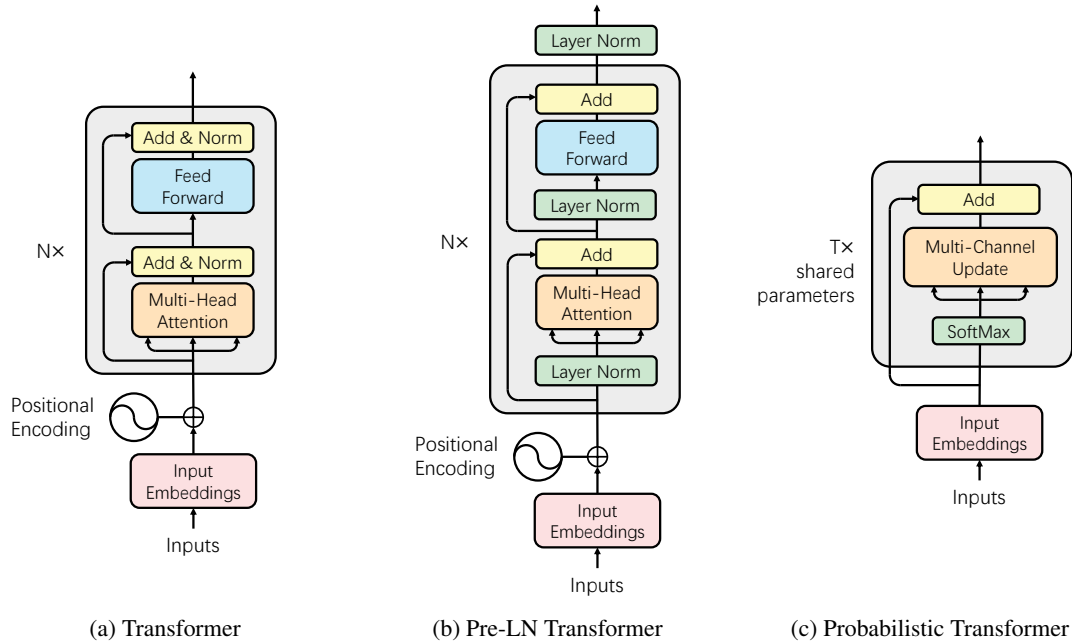 Add & Norm
Feed
Forward
N×
Add & Norm
Multi-Head
Attention
Positional
Encoding
Input
Embeddings
Inputs
(a) Transformer
Layer Norm
Add
Feed
Forward
Layer Norm
N×
Add
Multi-Head
Attention
Layer Norm
Positional
Encoding
Input
Embeddings
Inputs
(b) Pre-LN Transformer
Add
T×
shared
parameters
Multi-Channel
Update
SoftMax
Input
Embeddings
Inputs
(c) Probabilistic Transformer